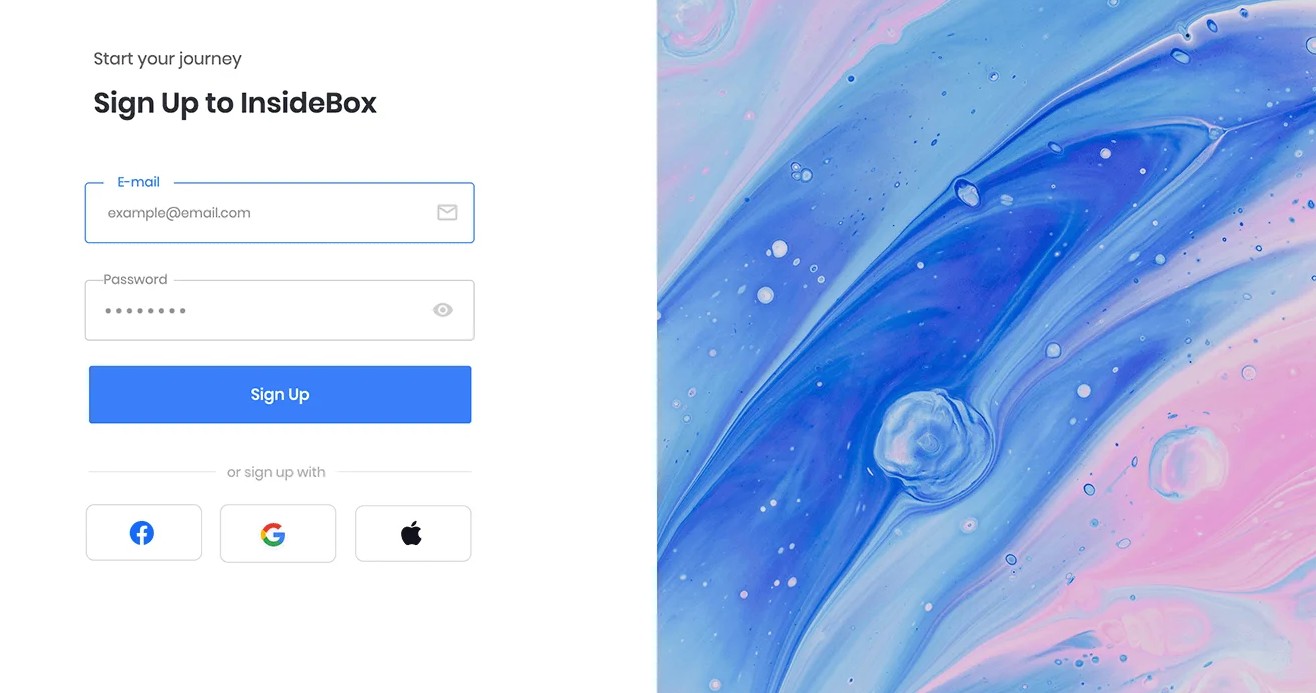 Start your journey
Sign Up to InsideBox
E-mail
example@email.com
Password
Sign Up
or sign up with